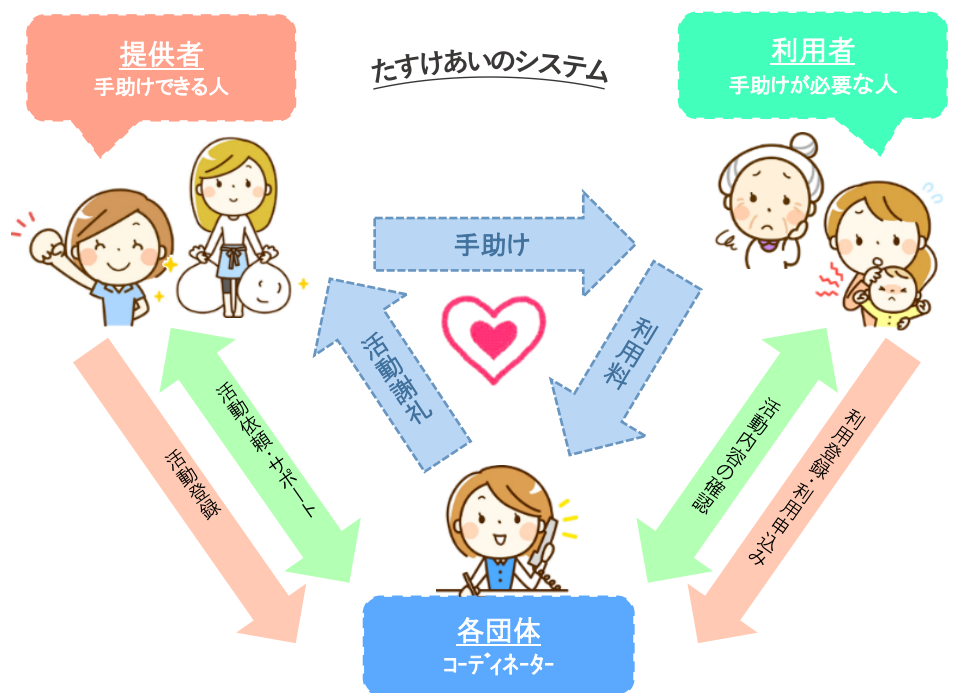 提供者
手助けできる人
たすけあいのシステム
利用者
手助けが必要な人
手助け
活動謝礼
利用料
活動登録
活動依頼・サポート
活動内容の確認
利用登録・利用申込み
各団体
コーディネーター